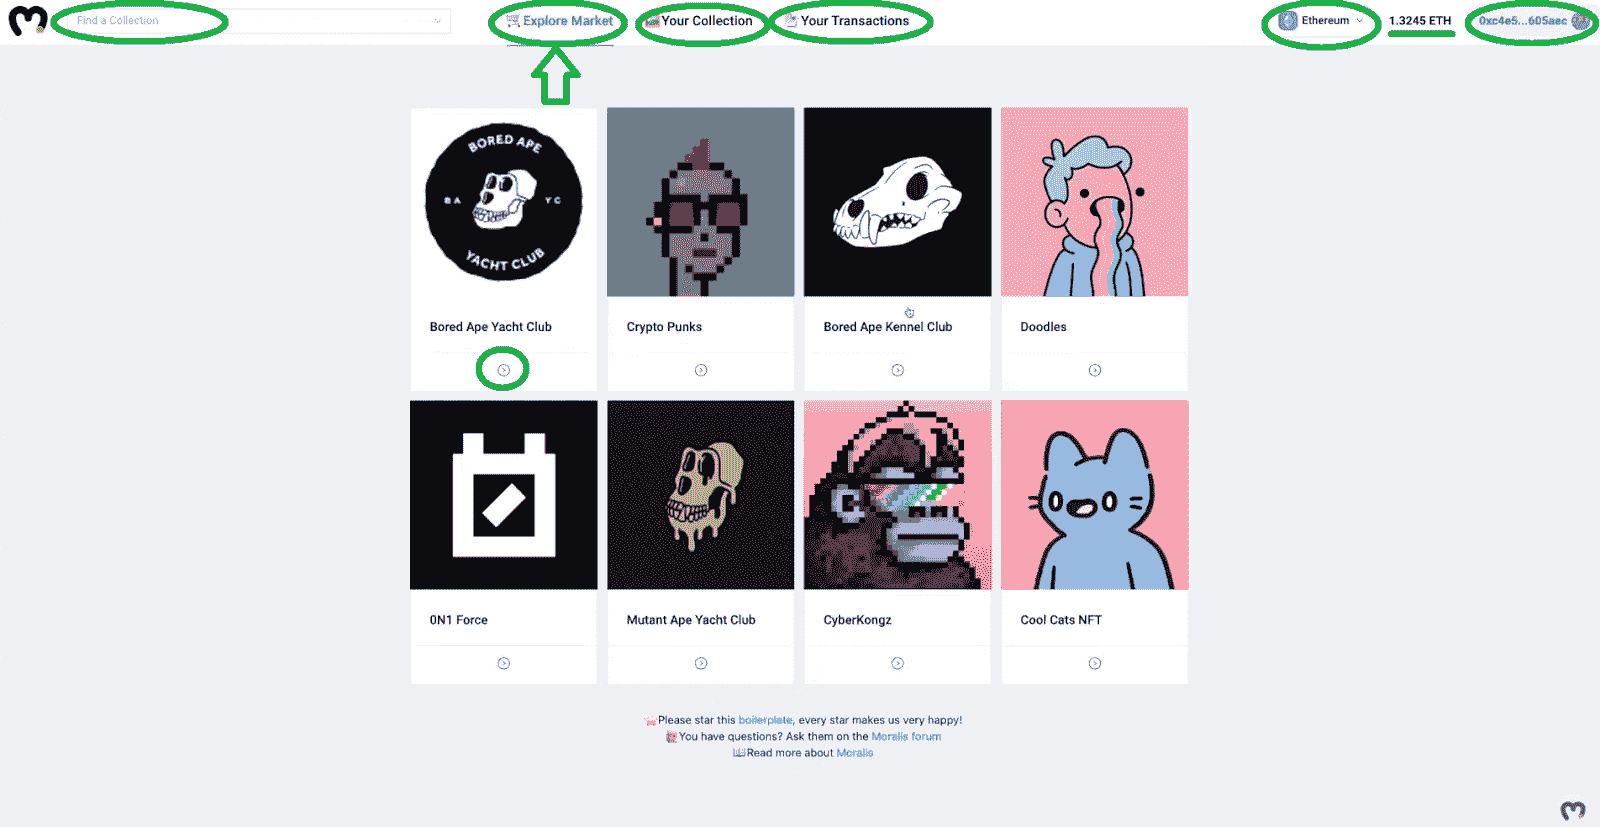 Find a Collection
Explore Market
Your Collection
Your Transactions
Ethereum
1.3245 ETH
0xc4e5...605aec
BORED APE
BA YC
YACHT CLUB
Bored Ape Yacht Club
Crypto Punks
Bored Ape Kennel Club
Doodles
0N1 Force
Mutant Ape Yacht Club
CyberKongz
Cool Cats NFT
Please star this boilerplate, every star makes us very happy!
You have questions? Ask them on the Moralis forum
Read more about Moralis